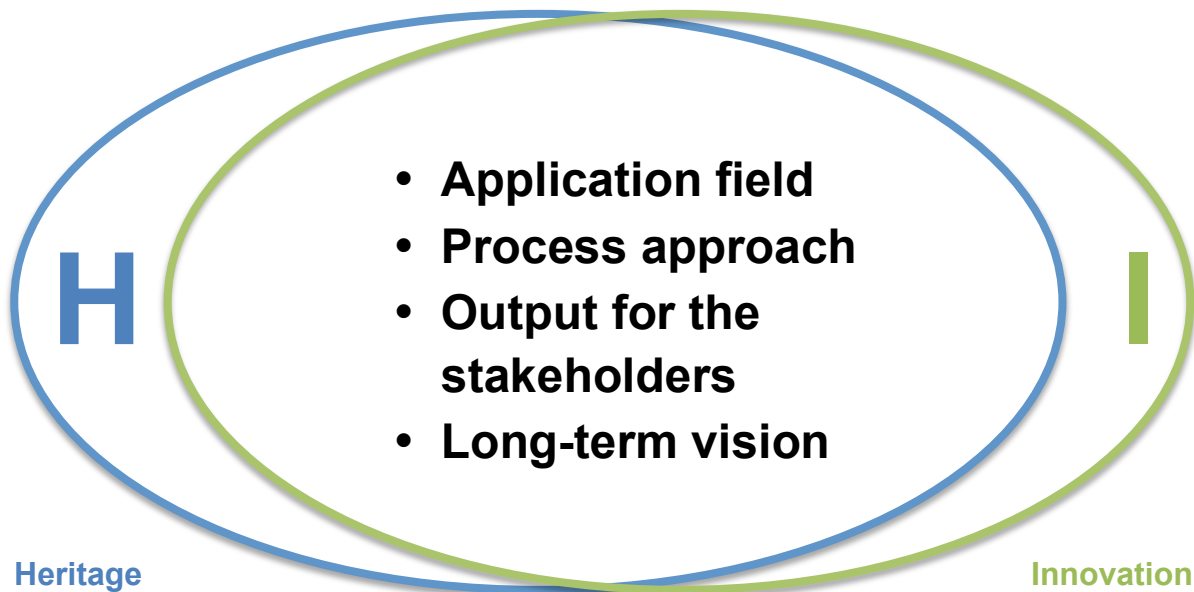 • Application field
• Process approach
H
I
• Output for the
stakeholders
• Long-term vision
Heritage
Innovation